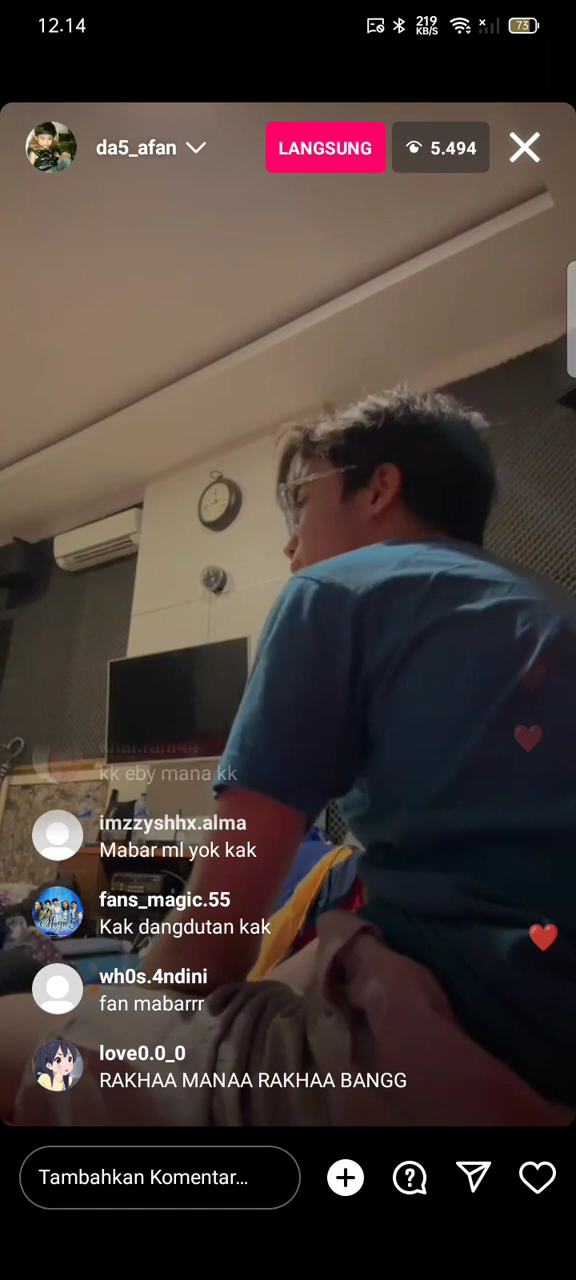 12.14
219
KB/S
73
da5_afan
LANGSUNG
5.494
kk eby mana kk
imzzyshhx.alma
Mabar ml yok kak
fans_magic.55
Kak dangdutan kak
wh0s.4ndini
fan mabarrr
love0.0_0
RAKHAA MANAA RAKHAA BANGG
Tambahkan Komentar...